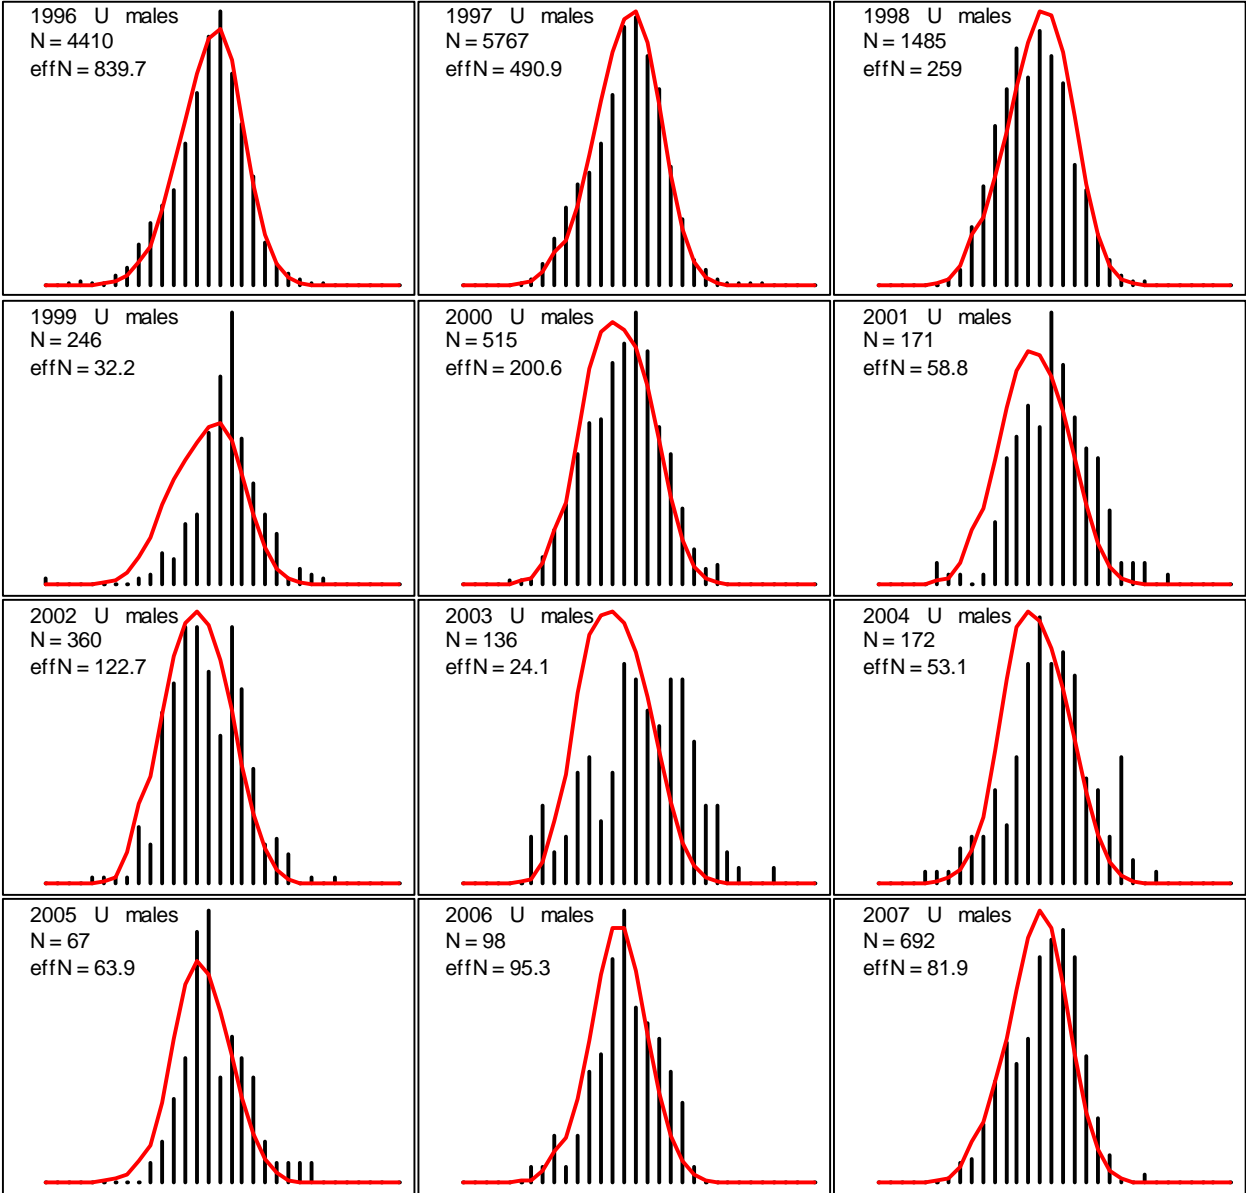 1996 U males
N = 4410
effN = 839.7
1997 U males
N = 5767
effN = 490.9
1998 U males
N = 1485
effN = 259
1999 U males
N = 246
effN = 32.2
2000 U males
N = 515
effN = 200.6
2001 U males
N = 171
effN = 58.8
2002 U males
N = 360
effN = 122.7
2003 U males
N = 136
effN = 24.1
2004 U males
N = 172
effN = 53.1
2005 U males
N = 67
effN = 63.9
2006 U males
N = 98
effN = 95.3
2007 U males
N = 692
effN = 81.9